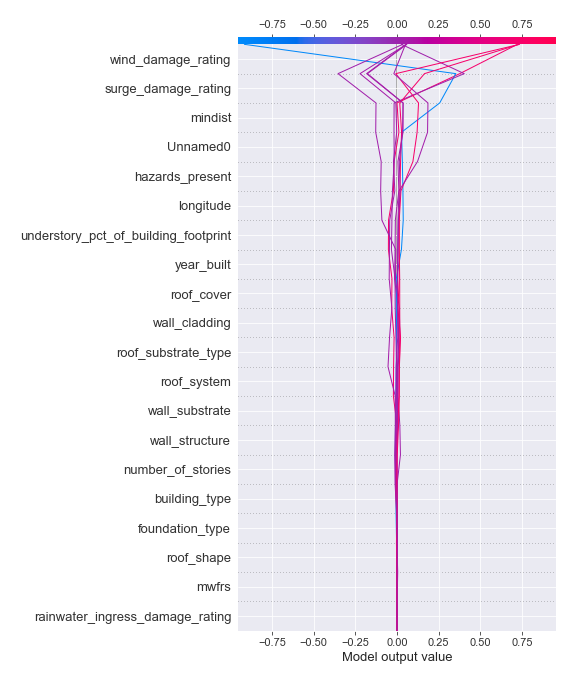 −0.75 −0.50 −0.25 0.00 0.25 0.50 0.75
wind_damage_rating
surge_damage_rating
mindist
Unnamed0
hazards_present
longitude
understory_pct_of_building_footprint
year_built
roof_cover
wall_cladding
roof_substrate_type
roof_system
wall_substrate
wall_structure
number_of_stories
building_type
foundation_type
roof_shape
mwfrs
rainwater_ingress_damage_rating
−0.75 −0.50 −0.25 0.00 0.25 0.50 0.75
Model output value